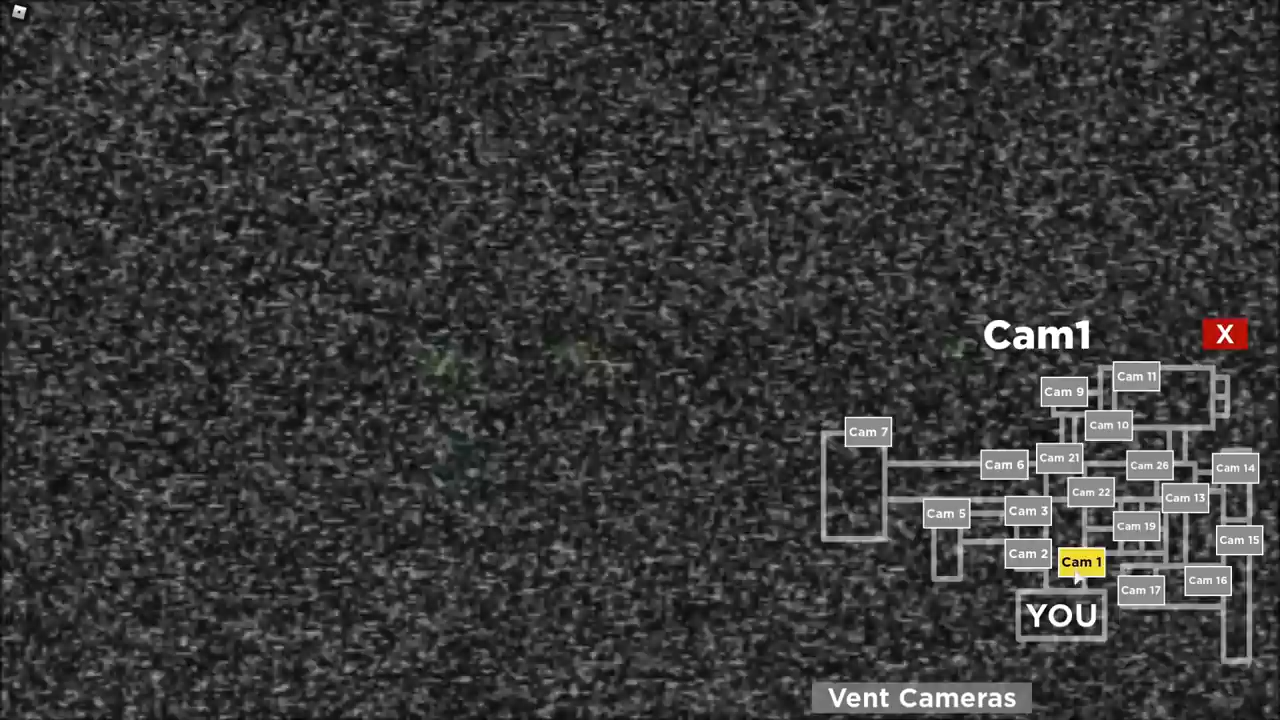 Cam1
X
Cam 11
Cam 9
Cam 10
Cam 7
Cam 21
Cam 6
Cam 26
Cam 14
Cam 22
Cam 13
Cam 5
Cam 3
Cam 19
Cam 15
Cam 2
Cam 1
Cam 16
Cam 17
YOU
Vent Cameras